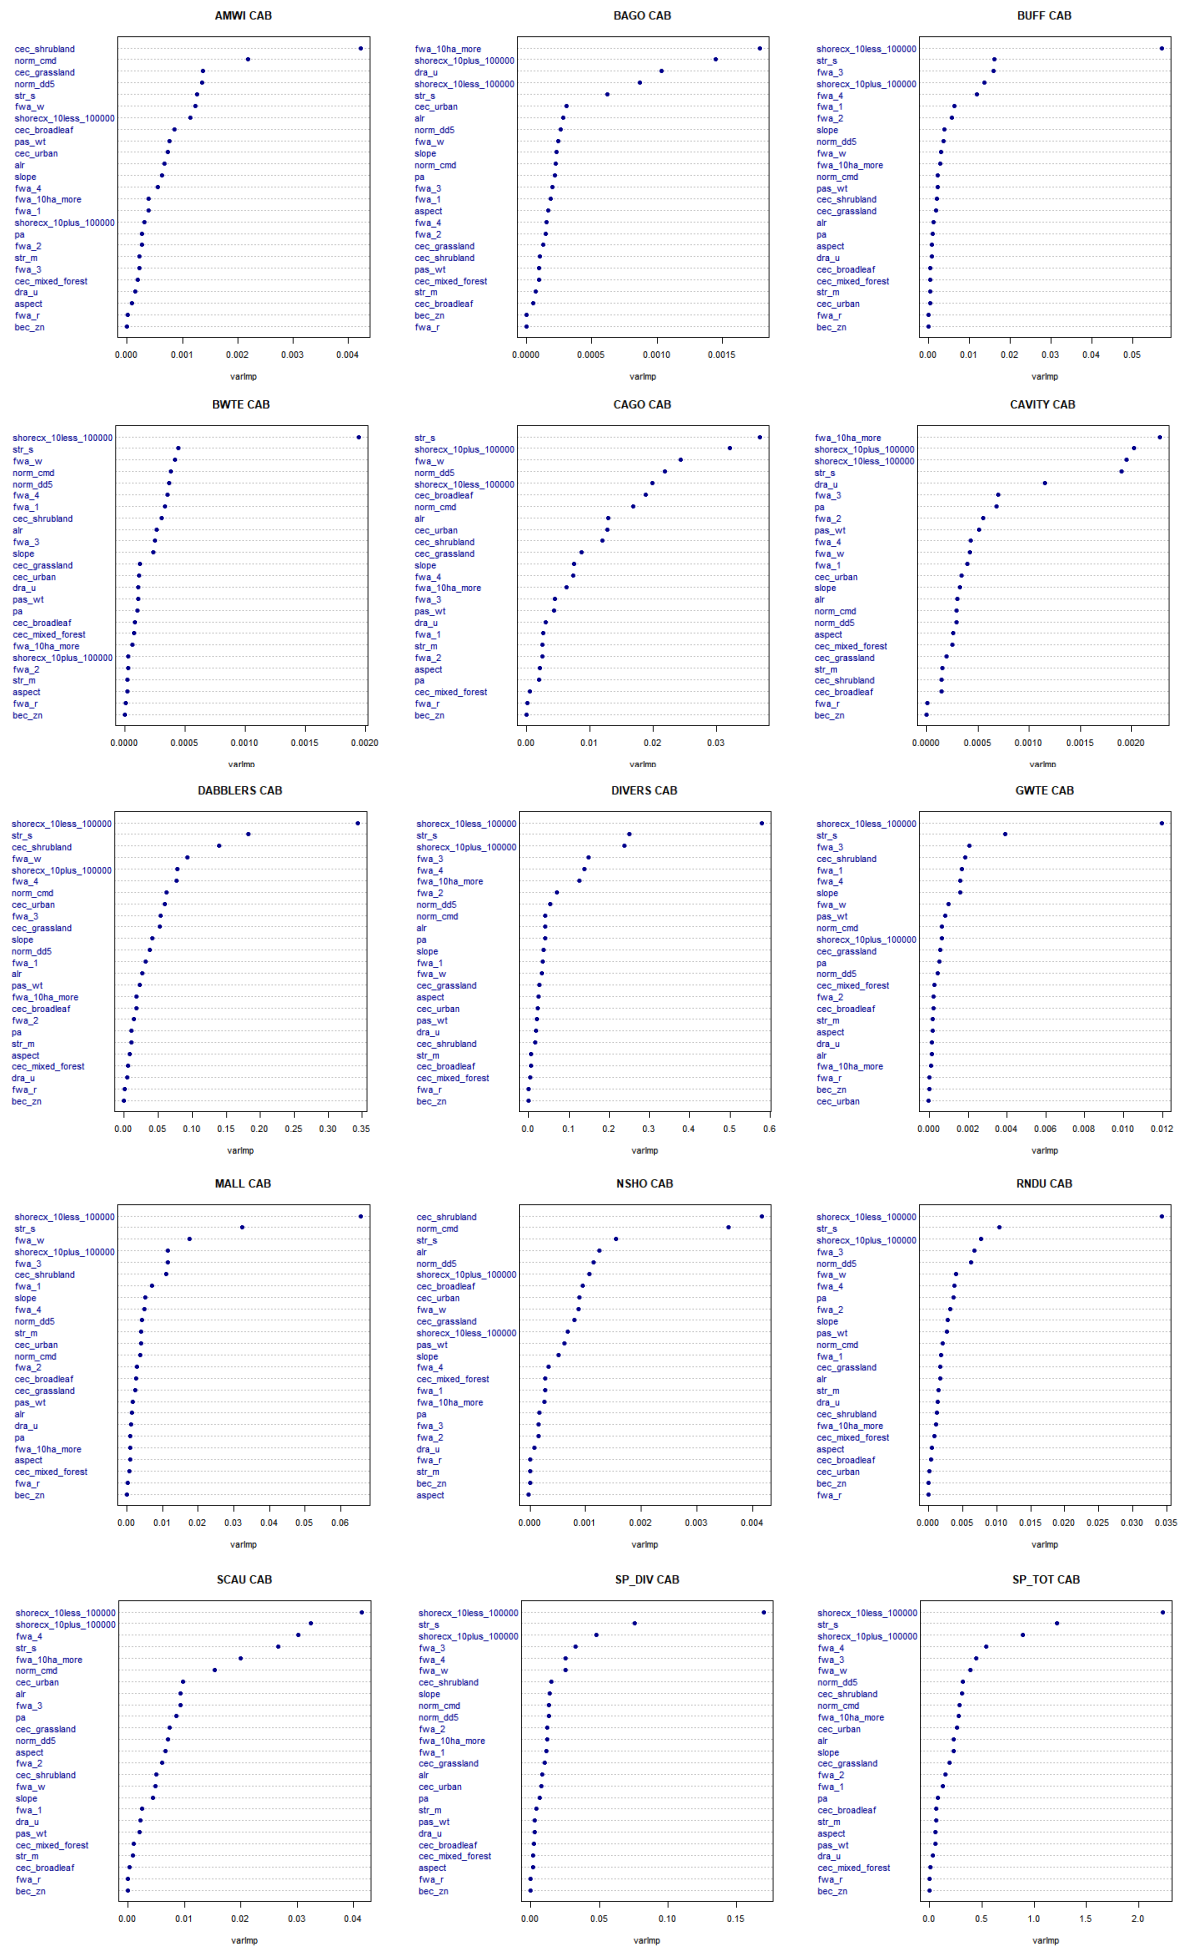 AMWI CAB
cec_shrubland
norm_cmd
cec_grassland
norm_dd5
str_s
fwa_w
shorecx_10less_100000
cec_broadleaf
pas_wt
cec_urban
alr
slope
fwa_4
fwa_10ha_more
fwa_1
shorecx_10plus_100000
pa
fwa_2
str_m
fwa_3
cec_mixed_forest
dra_u
aspect
fwa_r
bec_zn
0.000 0.001 0.002 0.003 0.004
varImp
BAGO CAB
fwa_10ha_more
shorecx_10plus_100000
dra_u
shorecx_10less_100000
str_s
cec_urban
alr
norm_dd5
fwa_w
slope
norm_cmd
pa
fwa_3
fwa_1
aspect
fwa_4
fwa_2
cec_grassland
cec_shrubland
pas_wt
cec_mixed_forest
str_m
cec_broadleaf
bec_zn
fwa_r
0.0000 0.0005 0.0010 0.0015
varImp
BUFF CAB
shorecx_10less_100000
str_s
fwa_3
shorecx_10plus_100000
fwa_4
fwa_1
fwa_2
slope
norm_dd5
fwa_w
fwa_10ha_more
norm_cmd
pas_wt
cec_shrubland
cec_grassland
alr
pa
aspect
dra_u
cec_broadleaf
cec_mixed_forest
str_m
cec_urban
fwa_r
bec_zn
0.00 0.01 0.02 0.03 0.04 0.05
varImp
BWTE CAB
shorecx_10less_100000
str_s
fwa_w
norm_cmd
norm_dd5
fwa_4
fwa_1
cec_shrubland
alr
fwa_3
slope
cec_grassland
cec_urban
dra_u
pas_wt
pa
cec_broadleaf
cec_mixed_forest
fwa_10ha_more
shorecx_10plus_100000
fwa_2
str_m
aspect
fwa_r
bec_zn
0.0000 0.0005 0.0010 0.0015 0.0020
varImp
CAGO CAB
str_s
shorecx_10plus_100000
fwa_w
norm_dd5
shorecx_10less_100000
cec_broadleaf
norm_cmd
alr
cec_urban
cec_shrubland
cec_grassland
slope
fwa_4
fwa_10ha_more
fwa_3
pas_wt
dra_u
fwa_1
str_m
fwa_2
aspect
pa
cec_mixed_forest
fwa_r
bec_zn
0.00 0.01 0.02 0.03
varImp
CAVITY CAB
fwa_10ha_more
shorecx_10plus_100000
shorecx_10less_100000
str_s
dra_u
fwa_3
pa
fwa_2
pas_wt
fwa_4
fwa_w
fwa_1
cec_urban
slope
alr
norm_cmd
norm_dd5
aspect
cec_mixed_forest
cec_grassland
str_m
cec_shrubland
cec_broadleaf
fwa_r
bec_zn
0.0000 0.0005 0.0010 0.0015 0.0020
varImp
DABBLERS CAB
shorecx_10less_100000
str_s
cec_shrubland
fwa_w
shorecx_10plus_100000
fwa_4
norm_cmd
cec_urban
fwa_3
cec_grassland
slope
norm_dd5
fwa_1
alr
pas_wt
fwa_10ha_more
cec_broadleaf
fwa_2
pa
str_m
aspect
cec_mixed_forest
dra_u
fwa_r
bec_zn
0.00 0.05 0.10 0.15 0.20 0.25 0.30 0.35
varImp
DIVERS CAB
shorecx_10less_100000
str_s
shorecx_10plus_100000
fwa_3
fwa_4
fwa_10ha_more
fwa_2
norm_dd5
norm_cmd
alr
pa
slope
fwa_1
fwa_w
cec_grassland
aspect
cec_urban
pas_wt
dra_u
cec_shrubland
str_m
cec_broadleaf
cec_mixed_forest
fwa_r
bec_zn
0.0 0.1 0.2 0.3 0.4 0.5 0.6
varImp
GWTE CAB
shorecx_10less_100000
str_s
fwa_3
cec_shrubland
fwa_1
fwa_4
slope
fwa_w
pas_wt
norm_cmd
shorecx_10plus_100000
cec_grassland
pa
norm_dd5
cec_mixed_forest
fwa_2
cec_broadleaf
str_m
aspect
dra_u
alr
fwa_10ha_more
fwa_r
bec_zn
cec_urban
0.000 0.002 0.004 0.006 0.008 0.010 0.012
varImp
MALL CAB
shorecx_10less_100000
str_s
fwa_w
shorecx_10plus_100000
fwa_3
cec_shrubland
fwa_1
slope
fwa_4
norm_dd5
str_m
cec_urban
norm_cmd
fwa_2
cec_broadleaf
cec_grassland
pas_wt
alr
dra_u
pa
fwa_10ha_more
aspect
cec_mixed_forest
fwa_r
bec_zn
0.00 0.01 0.02 0.03 0.04 0.05 0.06
varImp
NSHO CAB
cec_shrubland
norm_cmd
str_s
alr
norm_dd5
shorecx_10plus_100000
cec_broadleaf
cec_urban
fwa_w
cec_grassland
shorecx_10less_100000
pas_wt
slope
fwa_4
cec_mixed_forest
fwa_1
fwa_10ha_more
pa
fwa_3
fwa_2
dra_u
fwa_r
str_m
bec_zn
aspect
0.000 0.001 0.002 0.003 0.004
varImp
RNDU CAB
shorecx_10less_100000
str_s
shorecx_10plus_100000
fwa_3
norm_dd5
fwa_w
fwa_4
pa
fwa_2
slope
pas_wt
norm_cmd
fwa_1
cec_grassland
alr
str_m
dra_u
cec_shrubland
fwa_10ha_more
cec_mixed_forest
aspect
cec_broadleaf
cec_urban
bec_zn
fwa_r
0.000 0.005 0.010 0.015 0.020 0.025 0.030 0.035
varImp
SCAU CAB
shorecx_10less_100000
shorecx_10plus_100000
fwa_4
str_s
fwa_10ha_more
norm_cmd
cec_urban
alr
fwa_3
pa
cec_grassland
norm_dd5
aspect
fwa_2
cec_shrubland
fwa_w
slope
fwa_1
dra_u
pas_wt
cec_mixed_forest
str_m
cec_broadleaf
fwa_r
bec_zn
0.00 0.01 0.02 0.03 0.04
varImp
SP_DIV CAB
shorecx_10less_100000
str_s
shorecx_10plus_100000
fwa_3
fwa_4
fwa_w
cec_shrubland
slope
norm_cmd
norm_dd5
fwa_2
fwa_10ha_more
fwa_1
cec_grassland
alr
cec_urban
pa
str_m
pas_wt
dra_u
cec_broadleaf
cec_mixed_forest
aspect
fwa_r
bec_zn
0.00 0.05 0.10 0.15
varImp
SP_TOT CAB
shorecx_10less_100000
str_s
shorecx_10plus_100000
fwa_4
fwa_3
fwa_w
norm_dd5
cec_shrubland
norm_cmd
fwa_10ha_more
cec_urban
alr
slope
cec_grassland
fwa_2
fwa_1
pa
cec_broadleaf
str_m
aspect
pas_wt
dra_u
cec_mixed_forest
fwa_r
bec_zn
0.0 0.5 1.0 1.5 2.0
varImp